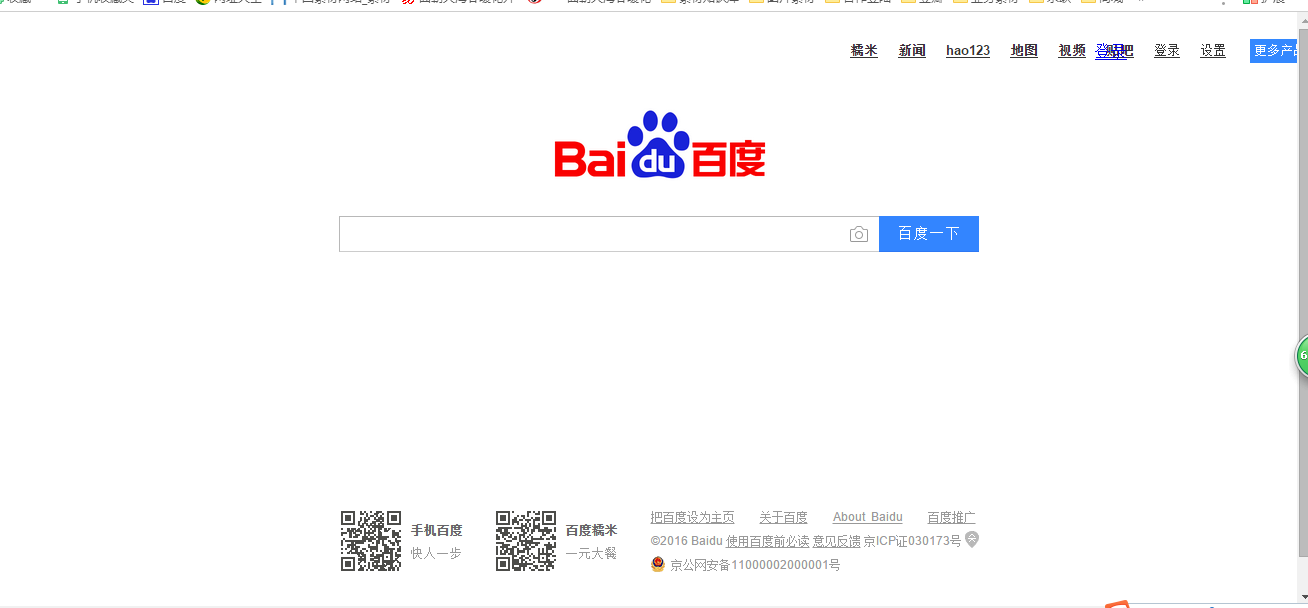 糯米 新闻 hao123 地图 视频 登录 设置 更多产品
Bai du 百度
百度一下
手机百度
快人一步
百度糯米
一元大餐
把百度设为主页 关于百度 About Baidu 百度推广
©2016 Baidu 使用百度前必读 意见反馈 京ICP证030173号
京公网安备11000002000001号